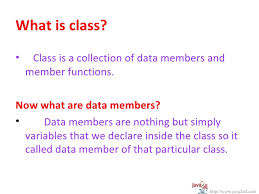 What is class?
• Class is a collection of data members and
member functions.
Now what are data members?
• Data members are nothing but simply
variables that we declare inside the class so it
called data member of that particular class.